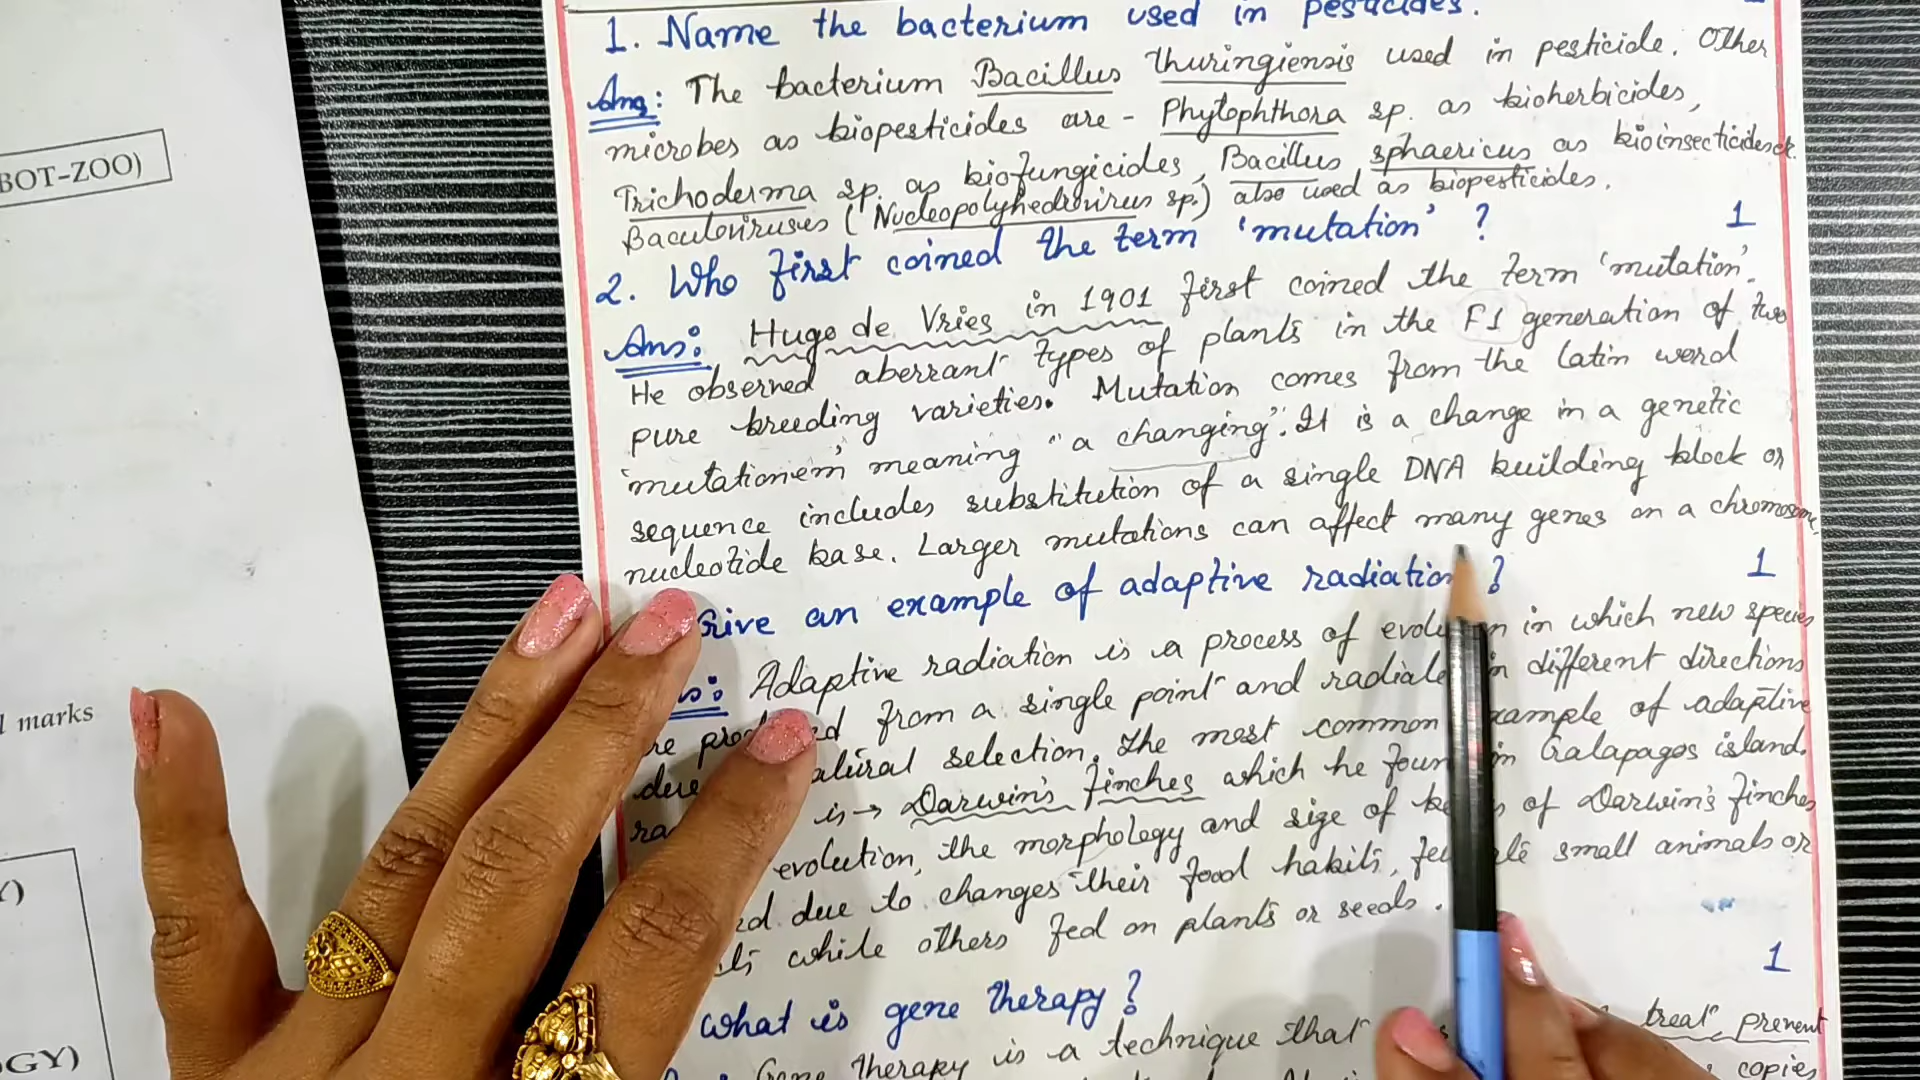 BOT-ZOO)
l marks
Y)
OGY)
1. Name the bacterium used in pesticides.
Ans: The bacterium Bacillus thuringiensis used in pesticide. Other
microbes as biopesticides are - Phytophthora sp. as bioherbicides,
Trichoderma sp. as biofungicides, Bacillus sphaericus as bioinsecticides etc.
Baculoviruses (Nucleopolyhedrovirus sp.) also used as biopesticides.
2. Who first coined the term 'mutation' ? 1
Ans: Hugo de Vries in 1901 first coined the term 'mutation'.
He observed aberrant types of plants in the F1 generation of two
pure breeding varieties. Mutation comes from the latin word
'mutationem' meaning "a changing". It is a change in a genetic
sequence includes substitution of a single DNA building block or
nucleotide base. Larger mutations can affect many genes on a chromosome.
Give an example of adaptive radiation ? 1
Adaptive radiation is a process of in which new species
from a single point and in different directions
natural selection. The most common example of adaptive
is → Darwin's finches which he found in Galapagos island.
evolution, the morphology and size of of Darwin's finches
due to changes their food habits, small animals or
while others fed on plants or seeds.
What is gene therapy ? 1
Gene therapy is a technique that treat, prevent
copies